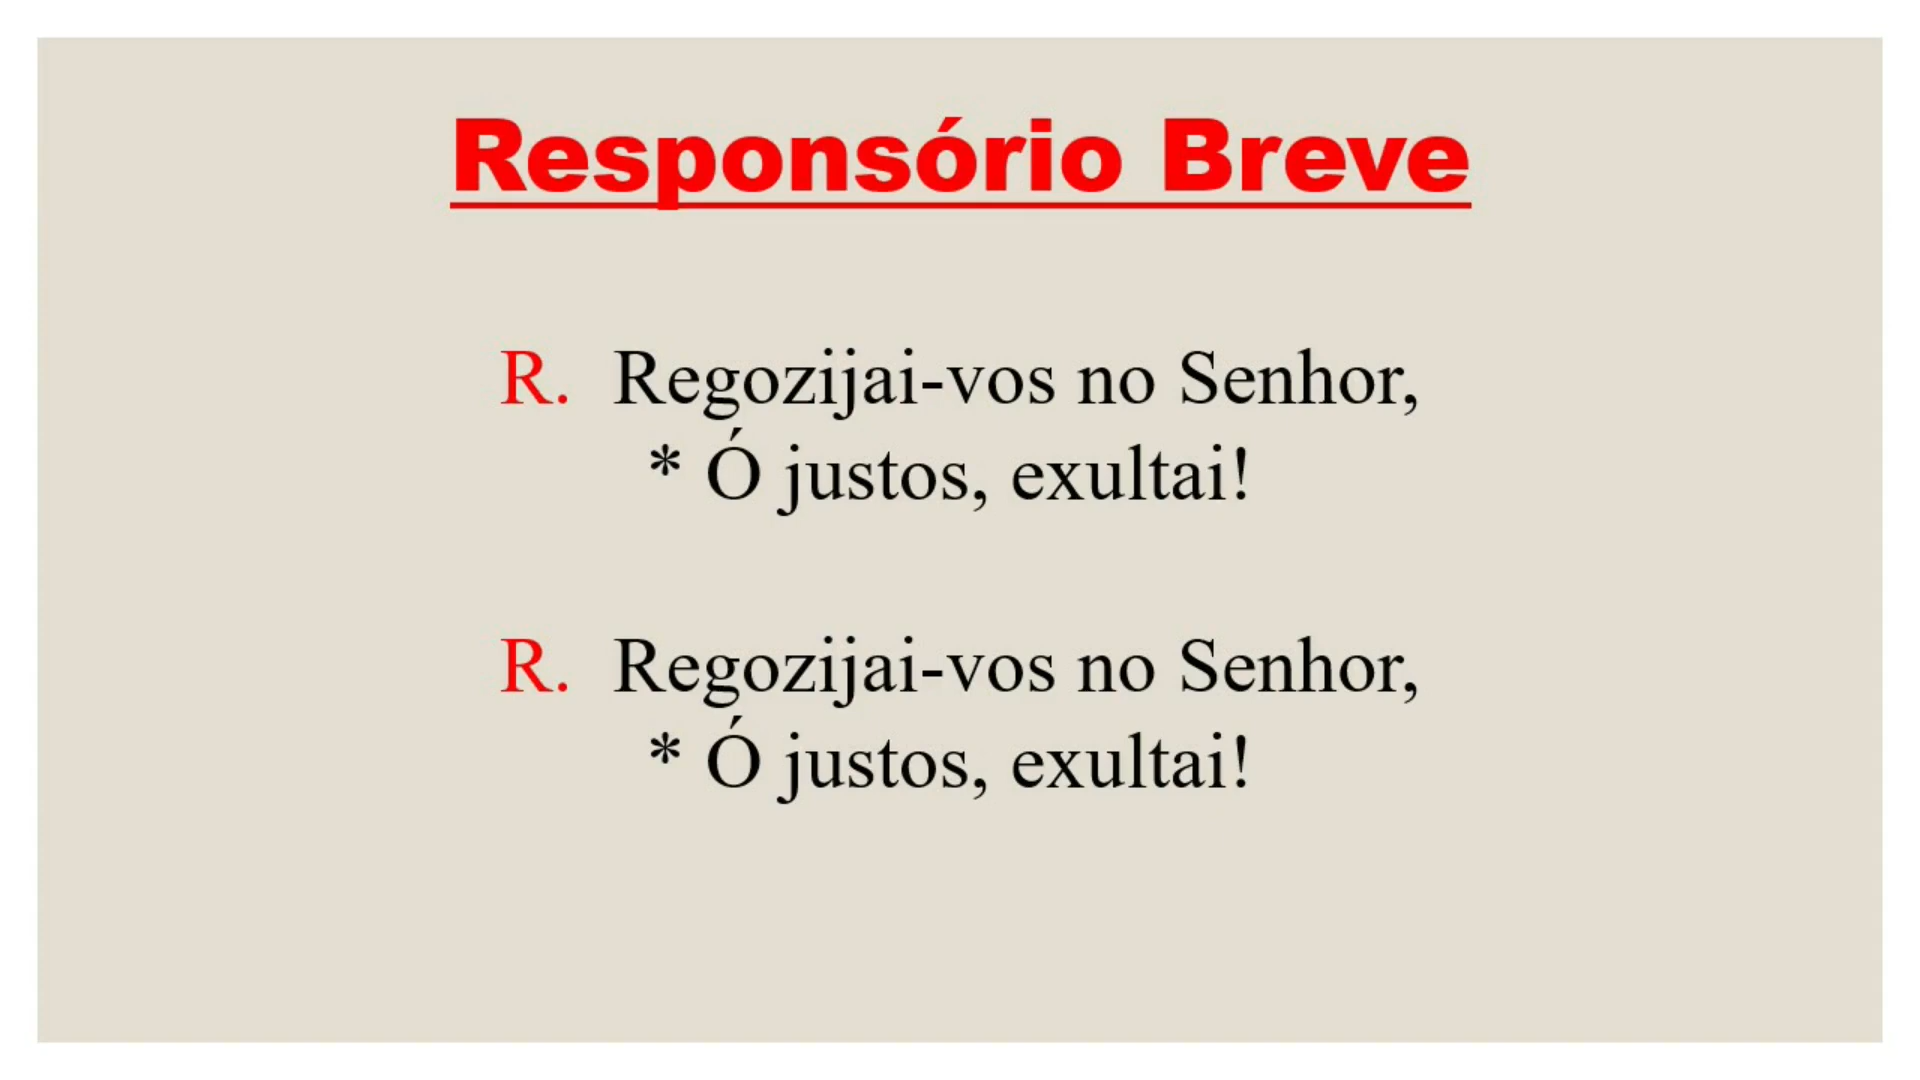 Responsório Breve
R. Regozijai-vos no Senhor,
* Ó justos, exultai!
R. Regozijai-vos no Senhor,
* Ó justos, exultai!